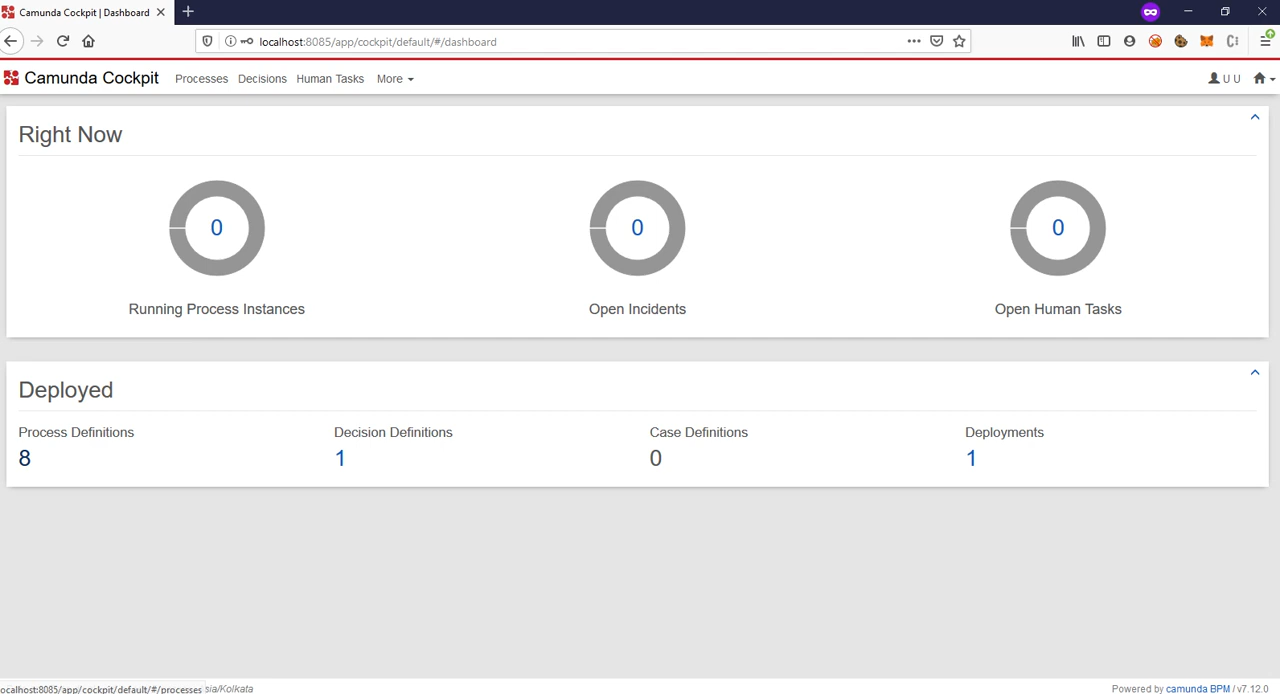 Camunda Cockpit | Dashboard
localhost:8085/app/cockpit/default/#/dashboard
Camunda Cockpit Processes Decisions Human Tasks More U U
Right Now
0 0 0
Running Process Instances Open Incidents Open Human Tasks
Deployed
Process Definitions Decision Definitions Case Definitions Deployments
8 1 0 1
ocalhost:8085/app/cockpit/default/#/processes sia/Kolkata
Powered by camunda BPM / v7.12.0